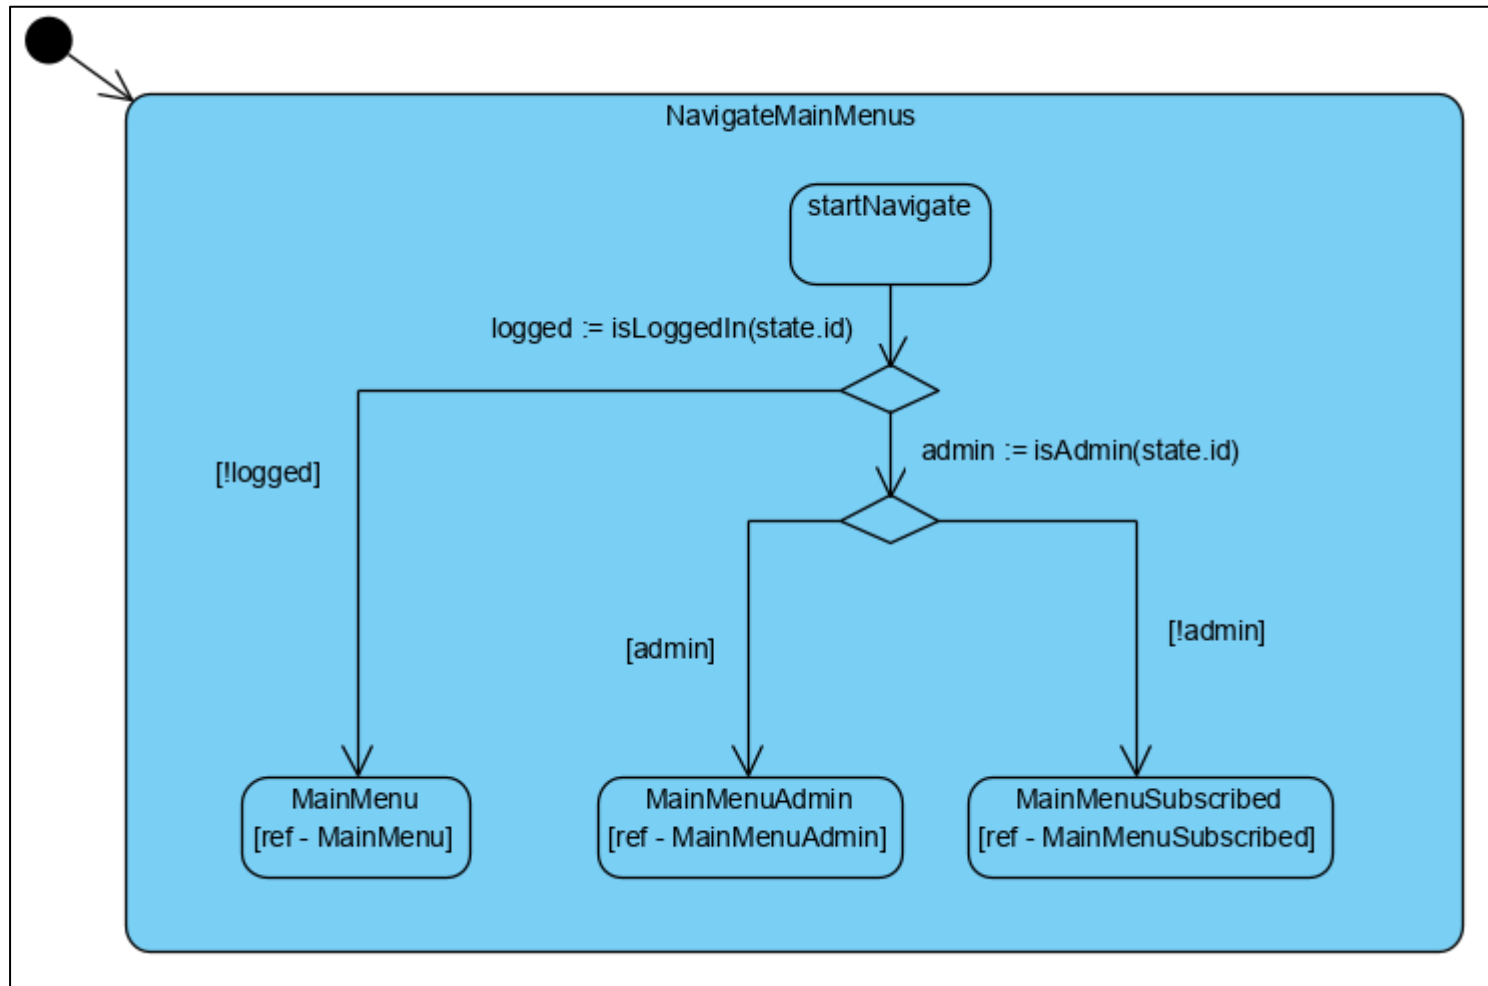 NavigateMainMenus
startNavigate
logged := isLoggedIn(state.id)
admin := isAdmin(state.id)
[!logged]
[admin]
[!admin]
MainMenu
[ref - MainMenu]
MainMenuAdmin
[ref - MainMenuAdmin]
MainMenuSubscribed
[ref - MainMenuSubscribed]